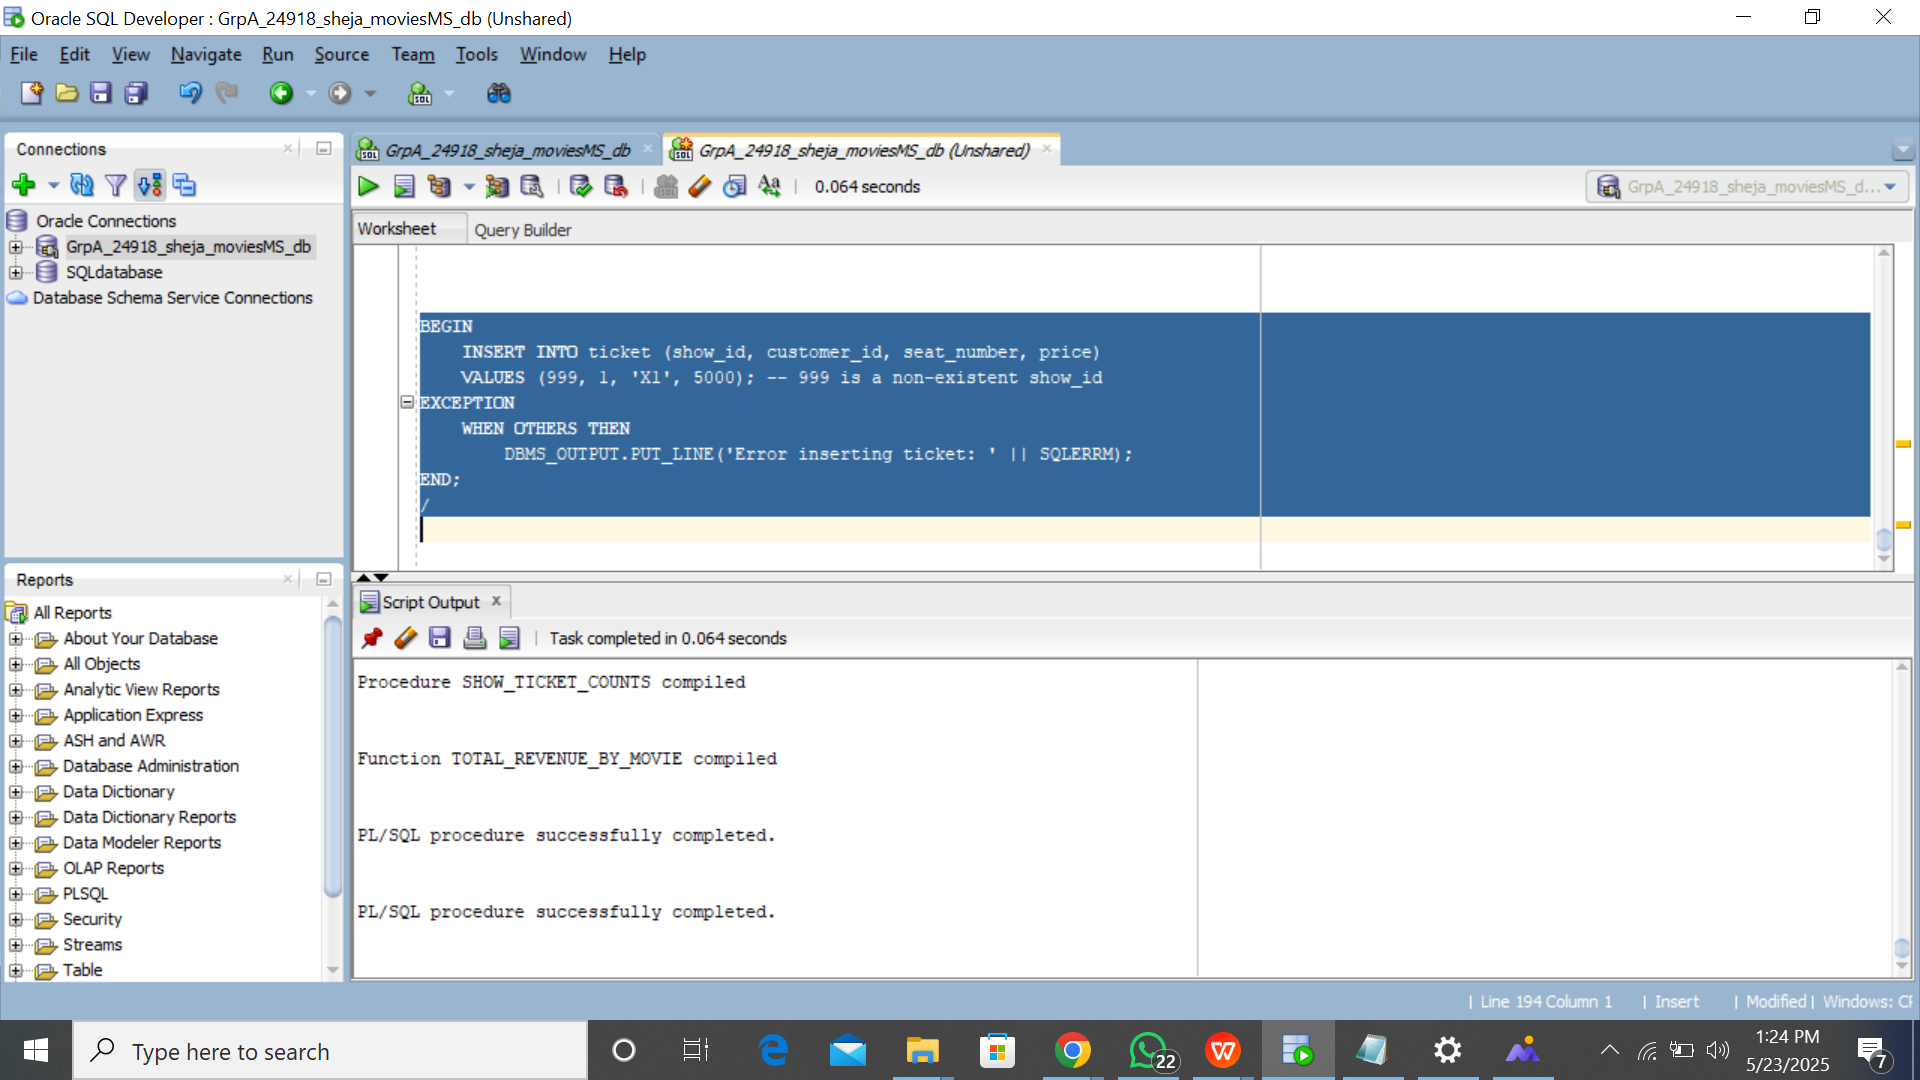 Oracle SQL Developer : GrpA_24918_sheja_moviesMS_db (Unshared)
File Edit View Navigate Run Source Team Tools Window Help
Connections
Oracle Connections
GrpA_24918_sheja_moviesMS_db
SQLdatabase
Database Schema Service Connections
Reports
All Reports
About Your Database
All Objects
Analytic View Reports
Application Express
ASH and AWR
Database Administration
Data Dictionary
Data Dictionary Reports
Data Modeler Reports
OLAP Reports
PLSQL
Security
Streams
Table
GrpA_24918_sheja_moviesMS_db
GrpA_24918_sheja_moviesMS_db (Unshared)
0.064 seconds
GrpA_24918_sheja_moviesMS_d...
Worksheet Query Builder
BEGIN
INSERT INTO ticket (show_id, customer_id, seat_number, price)
VALUES (999, 1, 'X1', 5000); -- 999 is a non-existent show_id
EXCEPTION
WHEN OTHERS THEN
DBMS_OUTPUT.PUT_LINE('Error inserting ticket: ' || SQLERRM);
END;
/
Script Output
Task completed in 0.064 seconds
Procedure SHOW_TICKET_COUNTS compiled
Function TOTAL_REVENUE_BY_MOVIE compiled
PL/SQL procedure successfully completed.
PL/SQL procedure successfully completed.
| Line 194 Column 1 | Insert | Modified | Windows: CF
Type here to search
22
1:24 PM
5/23/2025
7